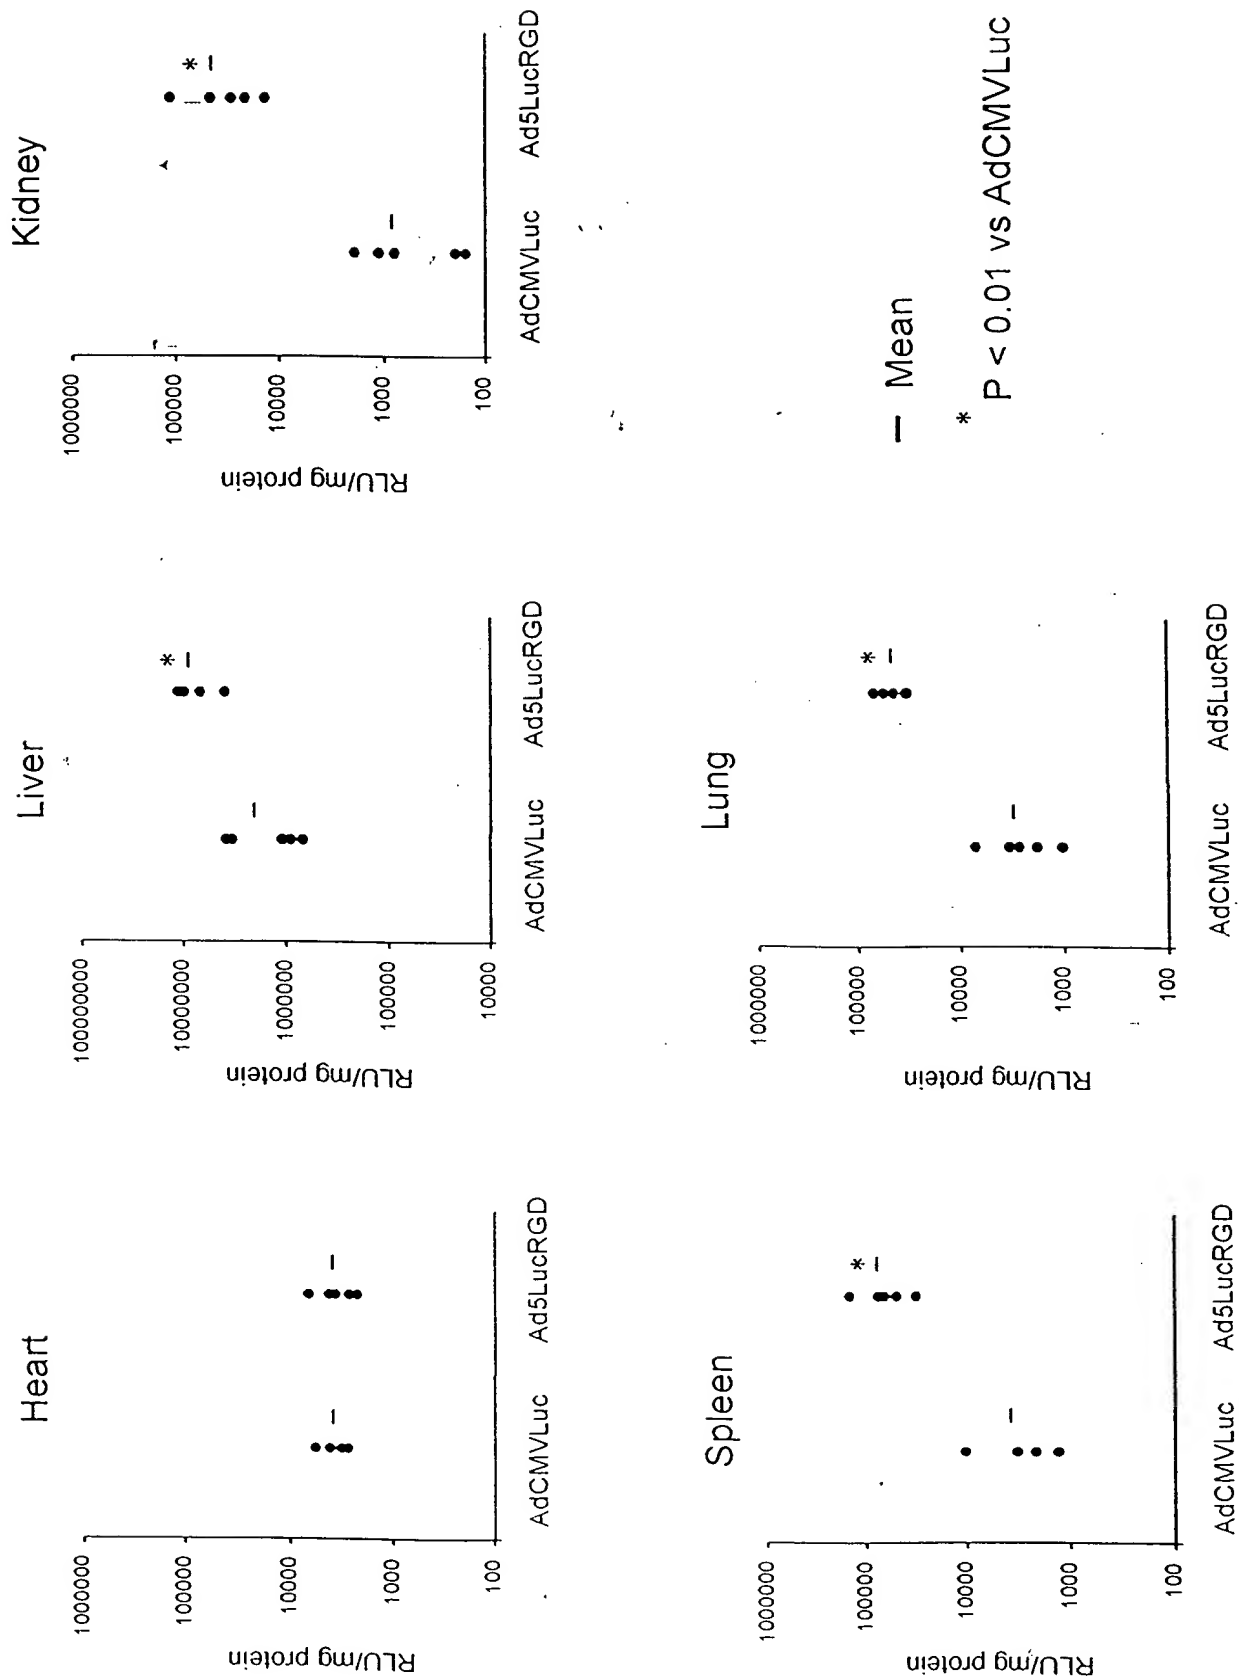 Heart
1000000
100000
10000
1000
100
RLU/mg protein
AdCMVLuc Ad5LucRGD
Liver
100000000
10000000
1000000
100000
10000
RLU/mg protein
*
AdCMVLuc Ad5LucRGD
Kidney
1000000
100000
10000
1000
100
RLU/mg protein
*
AdCMVLuc Ad5LucRGD
Spleen
1000000
100000
10000
1000
100
RLU/mg protein
*
AdCMVLuc Ad5LucRGD
Lung
1000000
100000
10000
1000
100
RLU/mg protein
*
AdCMVLuc Ad5LucRGD
— Mean
* P < 0.01 vs AdCMVLuc